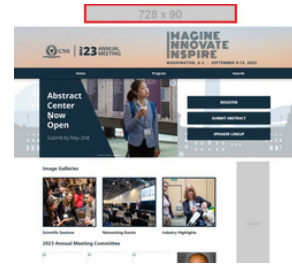 728 x 90
CNS
2023 ANNUAL MEETING
IMAGINE
INNOVATE
INSPIRE
WASHINGTON, D.C. · SEPTEMBER 9-13, 2023
Home Program Awards
Abstract
Center
Now
Open
Submit by May 2nd
REGISTER
SUBMIT ABSTRACT
SPEAKER LINEUP
Image Galleries
Scientific Sessions Networking Events Industry Highlights
2023 Annual Meeting Committee